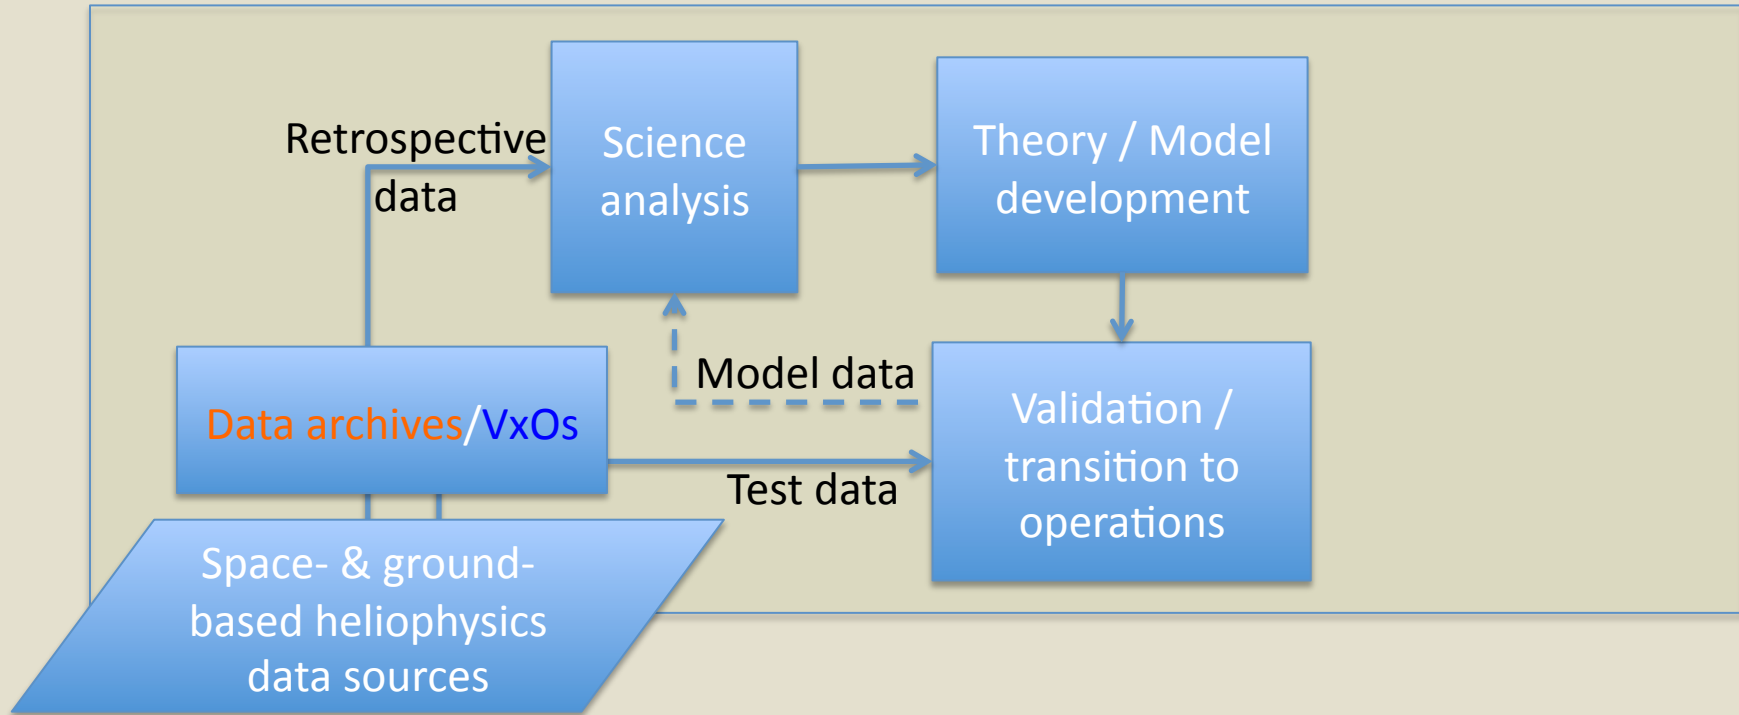 Retrospective
data
Science
analysis
Theory / Model
development
Data archives/VxOs
Model data
Test data
Validation /
transition to
operations
Space- & ground-
based heliophysics
data sources